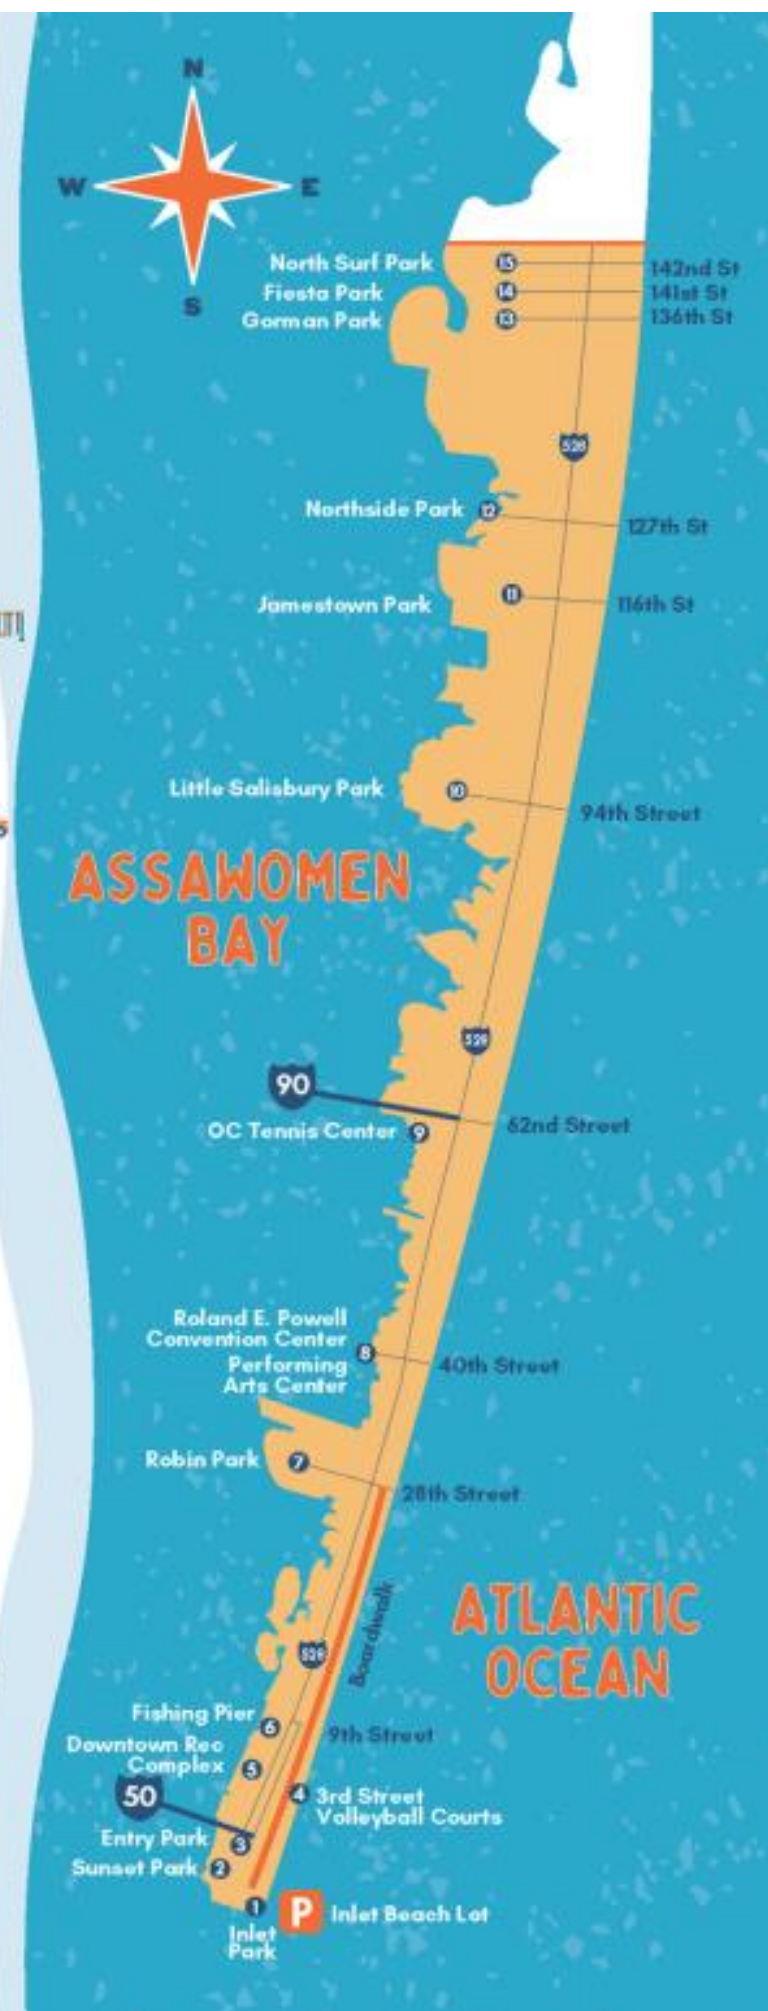 N
W
E
S
North Surf Park
15
142nd St
Fiesta Park
14
141st St
Gorman Park
13
136th St
528
Northside Park
12
127th St
Jamestown Park
11
116th St
Little Salisbury Park
10
94th Street
ASSAWOMEN
BAY
90
OC Tennis Center
9
62nd Street
Roland E. Powell
Convention Center
Performing
Arts Center
8
40th Street
Robin Park
7
28th Street
Boardwalk
ATLANTIC
OCEAN
Fishing Pier
6
9th Street
Downtown Rec
Complex
5
4
3rd Street
Volleyball Courts
50
Entry Park
3
Sunset Park
2
1
Inlet
Park
P
Inlet Beach Lot